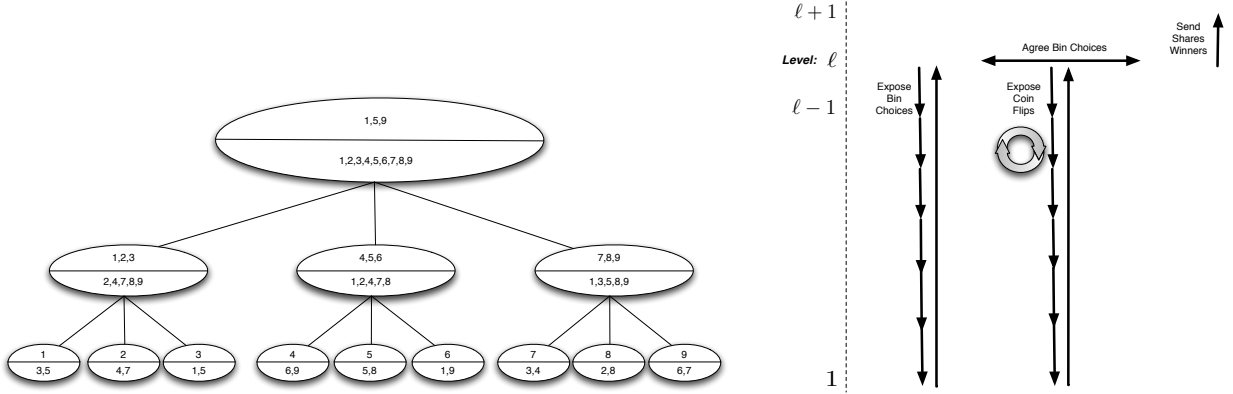 1,5,9
1,2,3,4,5,6,7,8,9
1,2,3
2,4,7,8,9
4,5,6
1,2,4,7,8
7,8,9
1,3,5,8,9
1
3,5
2
4,7
3
1,5
4
6,9
5
5,8
6
1,9
7
3,4
8
2,8
9
6,7
ℓ + 1
Level: ℓ
ℓ − 1
1
Expose
Bin
Choices
Agree Bin Choices
Expose
Coin
Flips
Send
Shares
Winners